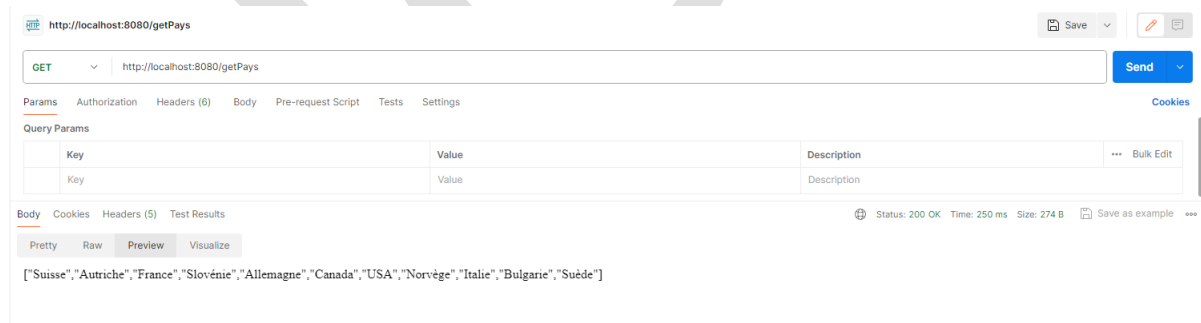 HTTP http://localhost:8080/getPays Save
GET http://localhost:8080/getPays Send
Params Authorization Headers (6) Body Pre-request Script Tests Settings Cookies
Query Params
Key Value Description ••• Bulk Edit
Key Value Description
Body Cookies Headers (5) Test Results Status: 200 OK Time: 250 ms Size: 274 B Save as example
Pretty Raw Preview Visualize
["Suisse","Autriche","France","Slovénie","Allemagne","Canada","USA","Norvège","Italie","Bulgarie","Suède"]